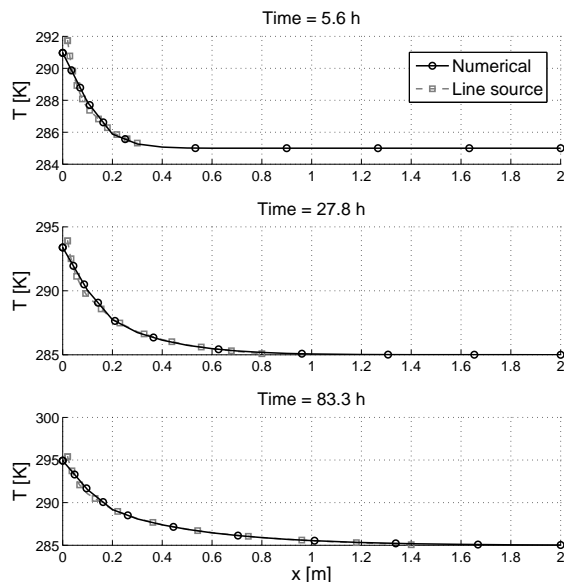 Time = 5.6 h
292
290
288
286
284
T [K]
Numerical
Line source
0 0.2 0.4 0.6 0.8 1 1.2 1.4 1.6 1.8 2
Time = 27.8 h
295
290
285
T [K]
0 0.2 0.4 0.6 0.8 1 1.2 1.4 1.6 1.8 2
Time = 83.3 h
300
295
290
285
T [K]
0 0.2 0.4 0.6 0.8 1 1.2 1.4 1.6 1.8 2
x [m]